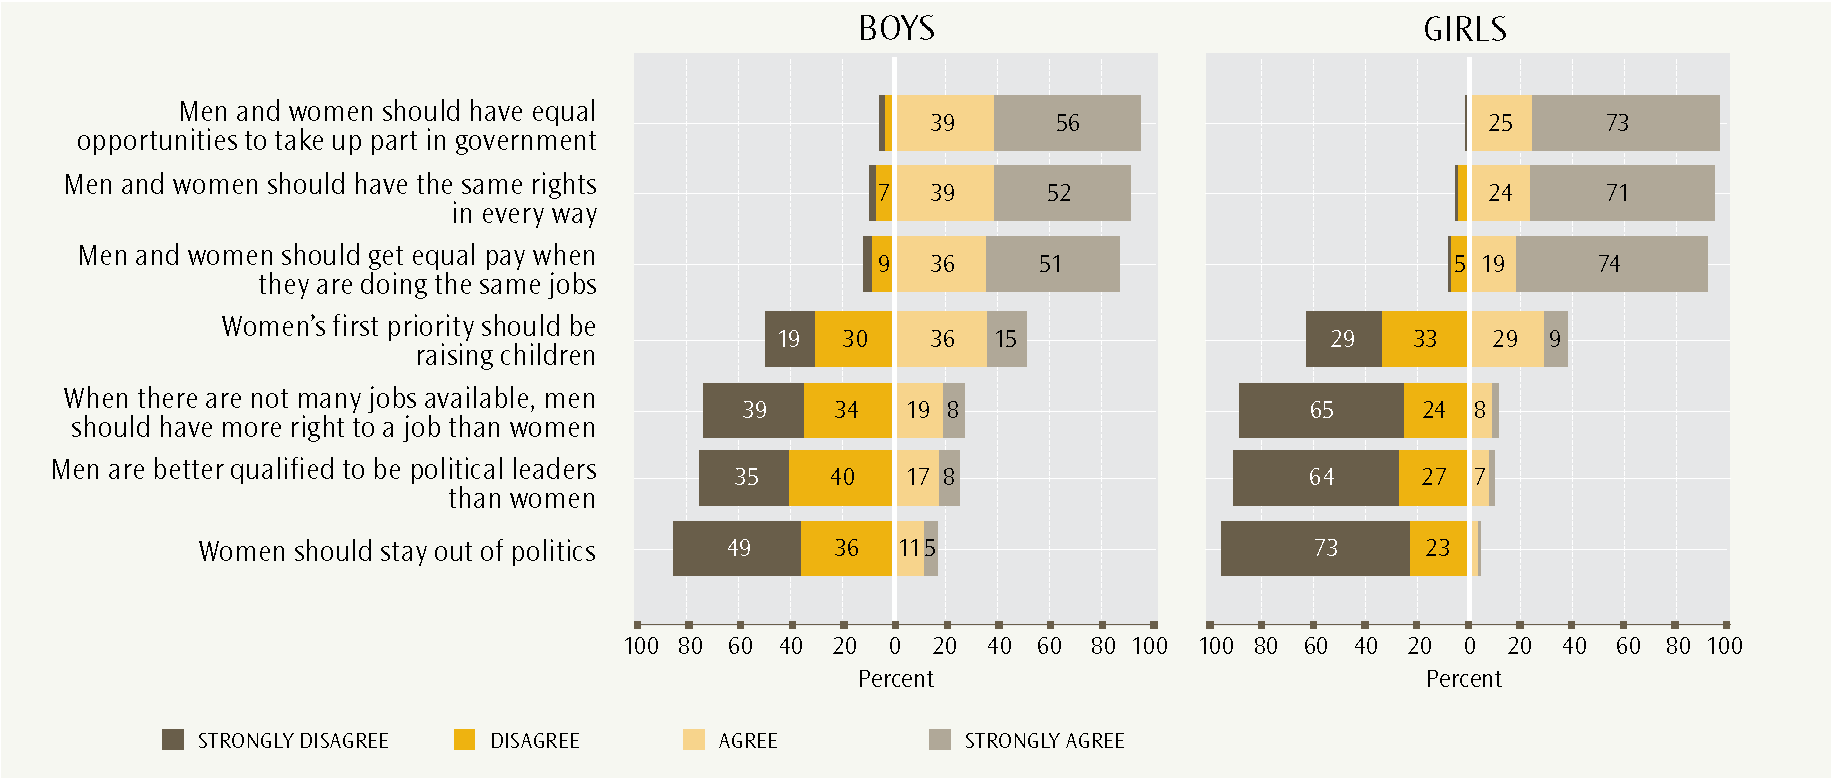 BOYS GIRLS
Men and women should have equal
opportunities to take up part in government
39 56 25 73
Men and women should have the same rights
in every way
7 39 52 24 71
Men and women should get equal pay when
they are doing the same jobs
9 36 51 5 19 74
Women’s first priority should be
raising children
19 30 36 15 29 33 29 9
When there are not many jobs available, men
should have more right to a job than women
39 34 19 8 65 24 8
Men are better qualified to be political leaders
than women
35 40 17 8 64 27 7
Women should stay out of politics
49 36 11 5 73 23
100 80 60 40 20 0 20 40 60 80 100 100 80 60 40 20 0 20 40 60 80 100
Percent Percent
STRONGLY DISAGREE DISAGREE AGREE STRONGLY AGREE